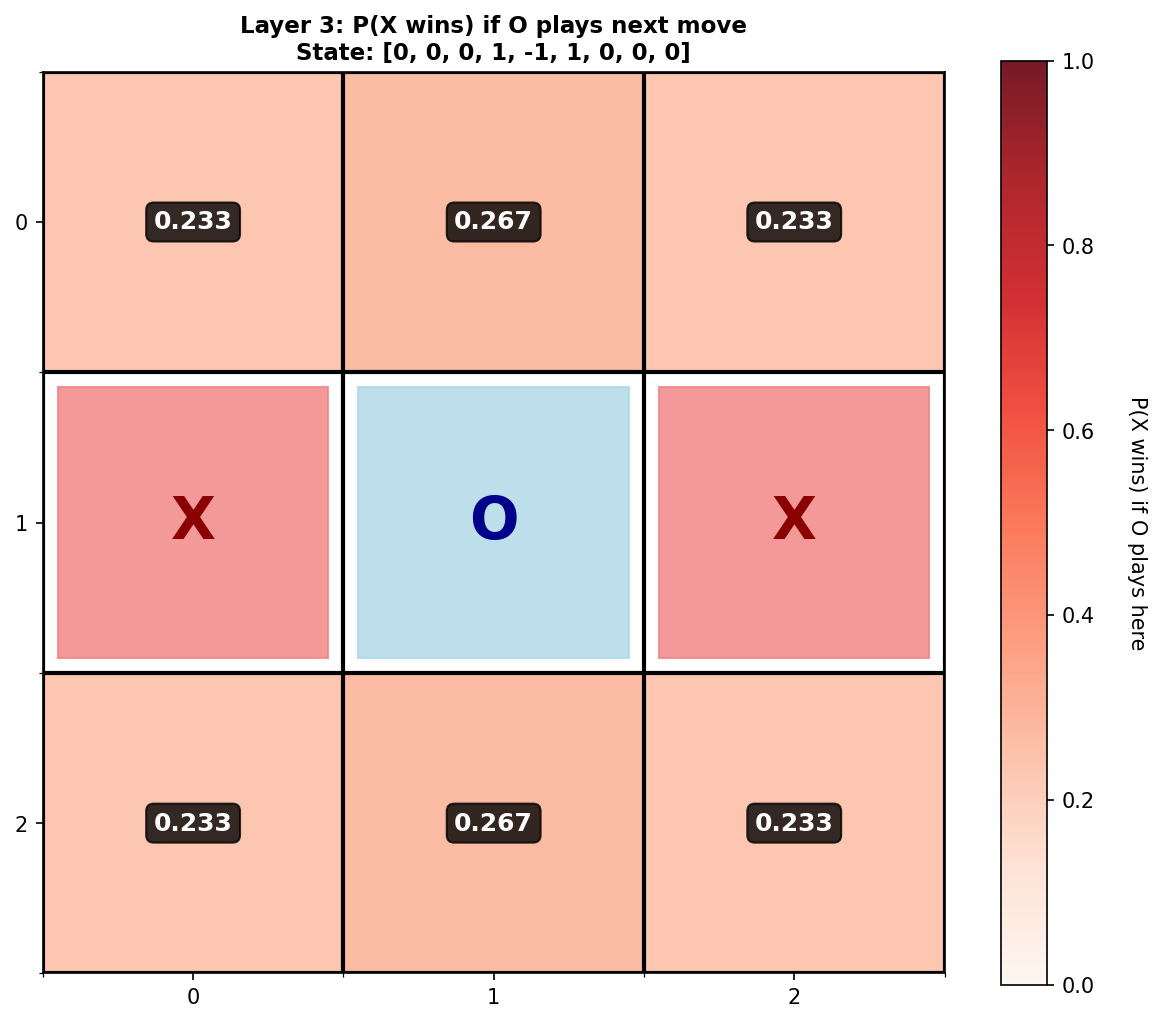 Layer 3: P(X wins) if O plays next move
State: [0, 0, 0, 1, -1, 1, 0, 0, 0]
0.233 0.267 0.233
X O X
0.233 0.267 0.233
0
1
2
0 1 2
1.0
0.8
0.6
0.4
0.2
0.0
P(X wins) if O plays here